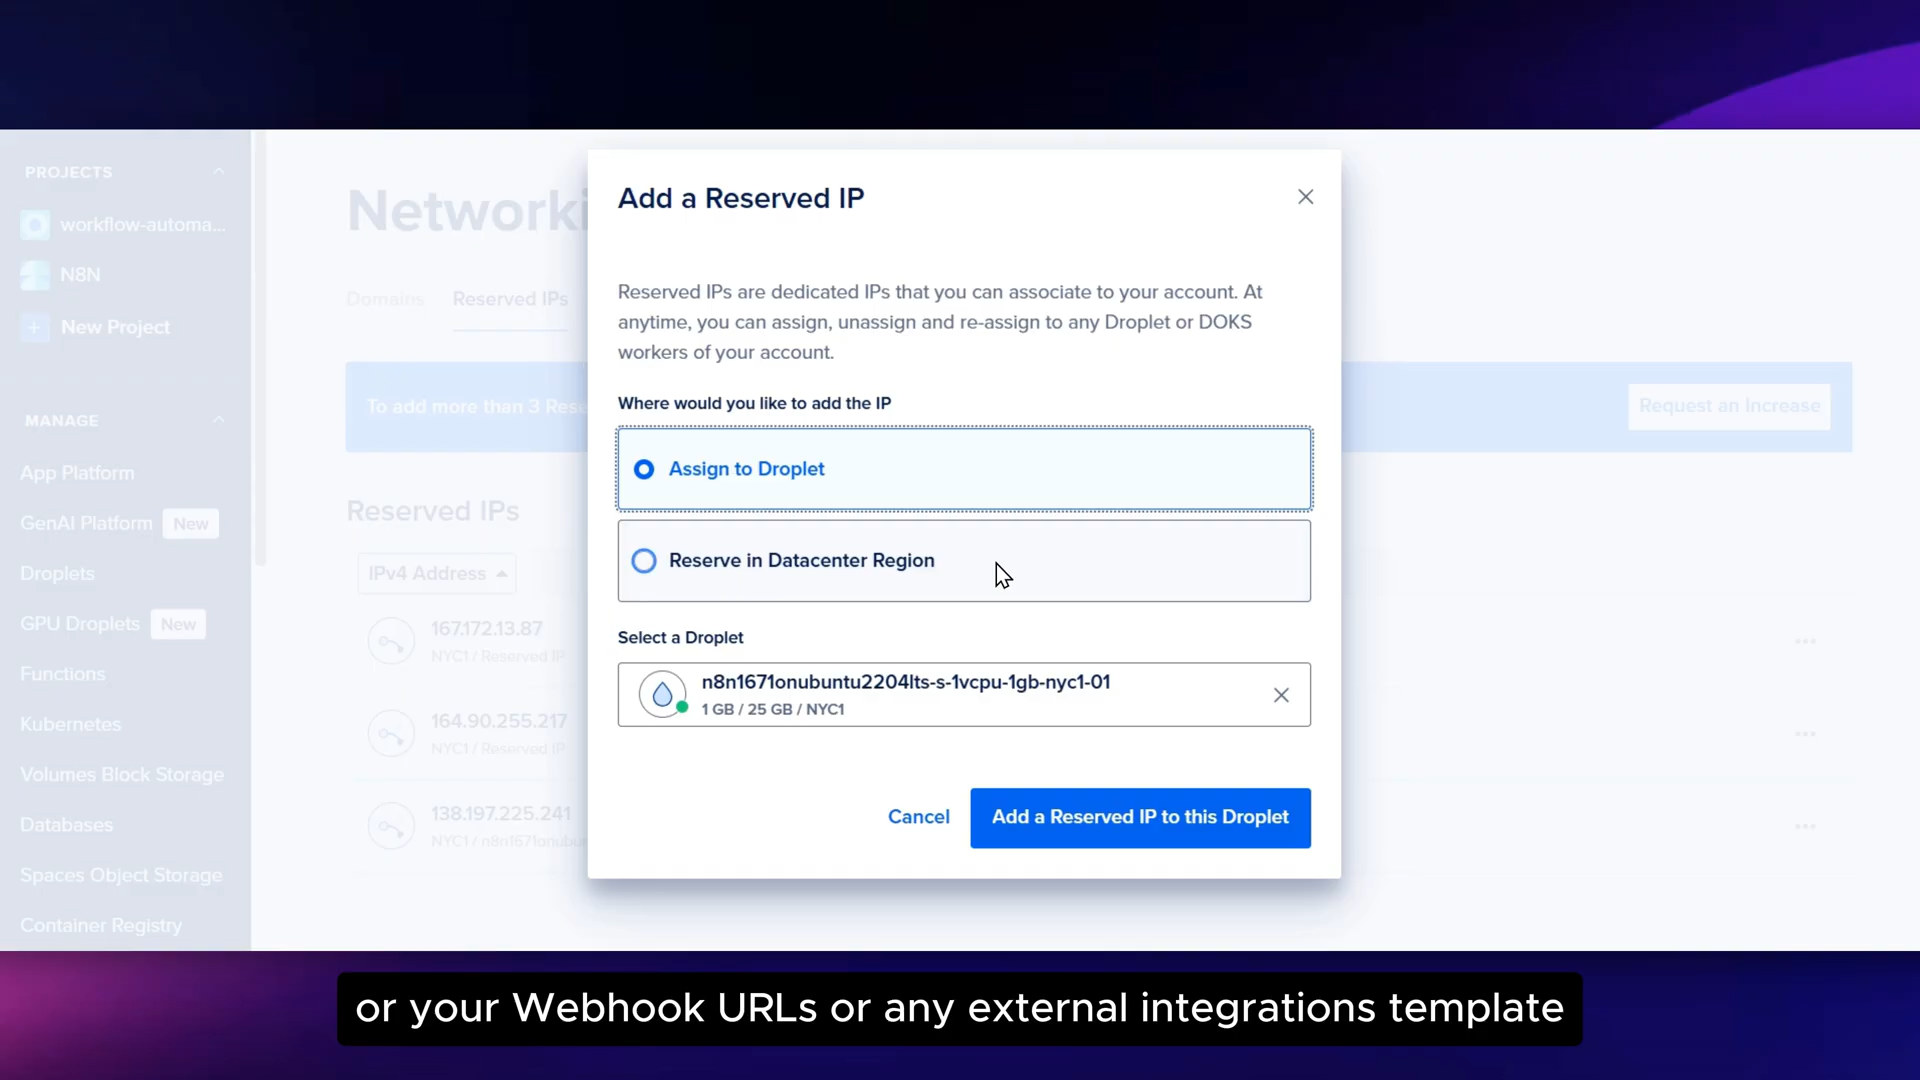 PROJECTS
workflow-automa...
N8N
New Project
MANAGE
App Platform
GenAI Platform New
Droplets
GPU Droplets New
Functions
Kubernetes
Volumes Block Storage
Databases
Spaces Object Storage
Container Registry
Networki
Domains Reserved IPs
To add more than 3 Rese
Request an Increase
Reserved IPs
IPv4 Address
167.172.13.87
NYC1 / Reserved IP
164.90.255.217
NYC1 / Reserved IP
138.197.225.241
NYC1 / n8n1671onubu
Add a Reserved IP
Reserved IPs are dedicated IPs that you can associate to your account. At
anytime, you can assign, unassign and re-assign to any Droplet or DOKS
workers of your account.
Where would you like to add the IP
Assign to Droplet
Reserve in Datacenter Region
Select a Droplet
n8n1671onubuntu2204lts-s-1vcpu-1gb-nyc1-01
1 GB / 25 GB / NYC1
Cancel
Add a Reserved IP to this Droplet
or your Webhook URLs or any external integrations template